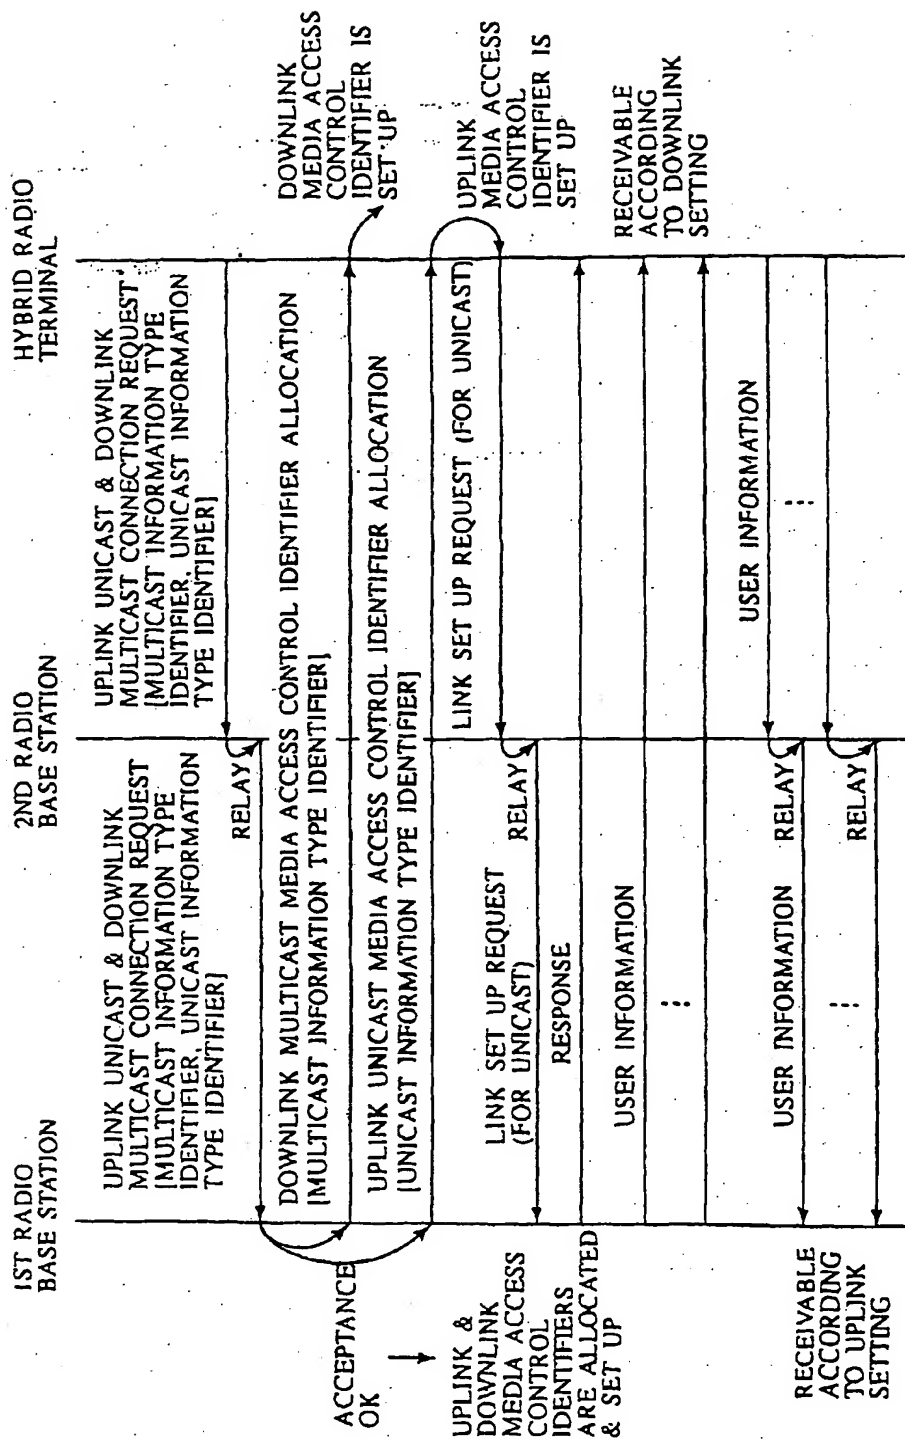 1ST RADIO
BASE STATION
2ND RADIO
BASE STATION
HYBRID RADIO
TERMINAL
UPLINK UNICAST & DOWNLINK
MULTICAST CONNECTION REQUEST
[MULTICAST INFORMATION TYPE
IDENTIFIER, UNICAST INFORMATION
TYPE IDENTIFIER]
UPLINK UNICAST & DOWNLINK
MULTICAST CONNECTION REQUEST
[MULTICAST INFORMATION TYPE
IDENTIFIER, UNICAST INFORMATION
TYPE IDENTIFIER]
RELAY
DOWNLINK MULTICAST MEDIA ACCESS CONTROL IDENTIFIER ALLOCATION
[MULTICAST INFORMATION TYPE IDENTIFIER]
DOWNLINK
MEDIA ACCESS
CONTROL
IDENTIFIER IS
SET UP
ACCEPTANCE
OK
UPLINK UNICAST MEDIA ACCESS CONTROL IDENTIFIER ALLOCATION
[UNICAST INFORMATION TYPE IDENTIFIER]
UPLINK
MEDIA ACCESS
CONTROL
IDENTIFIER IS
SET UP
UPLINK &
DOWNLINK
MEDIA ACCESS
CONTROL
IDENTIFIERS
ARE ALLOCATED
& SET UP
LINK SET UP REQUEST (FOR UNICAST)
LINK SET UP REQUEST
(FOR UNICAST)
RELAY
RESPONSE
USER INFORMATION
RECEIVABLE
ACCORDING
TO DOWNLINK
SETTING
USER INFORMATION
RELAY
USER INFORMATION
RELAY
RECEIVABLE
ACCORDING
TO UPLINK
SETTING